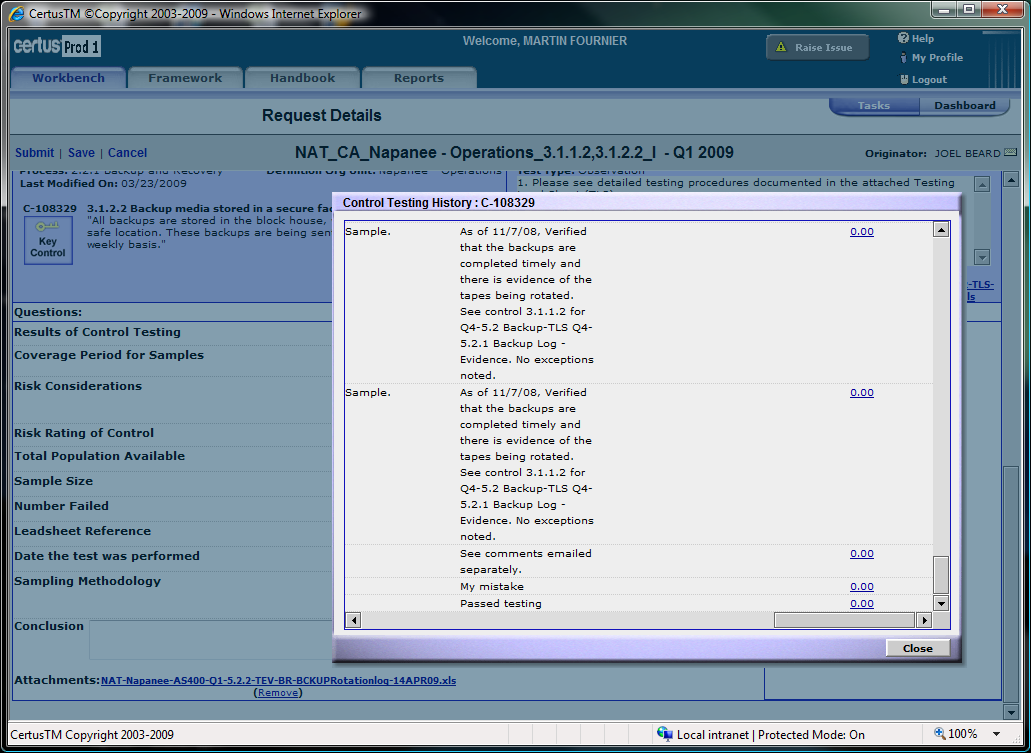 CertusTM ©Copyright 2003-2009 - Windows Internet Explorer
certus Prod 1
Welcome, MARTIN FOURNIER
Raise Issue
Help
My Profile
Logout
Workbench Framework Handbook Reports
Tasks Dashboard
Request Details
Submit | Save | Cancel
NAT_CA_Napanee - Operations_3.1.1.2,3.1.2.2_I - Q1 2009
Originator: JOEL BEARD
Process: 2.2.1 Backup and Recovery Definition Org Unit: Napanee - Operations Test Type: Observation
Last Modified On: 03/23/2009
1. Please see detailed testing procedures documented in the attached Testing
C-108329 3.1.2.2 Backup media stored in a secure fa
"All backups are stored in the block house,
safe location. These backups are being sen
weekly basis."
Key
Control
-TLS-
ls
Questions:
Results of Control Testing
Coverage Period for Samples
Risk Considerations
Risk Rating of Control
Total Population Available
Sample Size
Number Failed
Leadsheet Reference
Date the test was performed
Sampling Methodology
Conclusion
Attachments: NAT-Napanee-AS400-Q1-5.2.2-TEV-BR-BCKUPRotationlog-14APR09.xls
(Remove)
Control Testing History : C-108329
Sample. As of 11/7/08, Verified 0.00
that the backups are
completed timely and
there is evidence of the
tapes being rotated.
See control 3.1.1.2 for
Q4-5.2 Backup-TLS Q4-
5.2.1 Backup Log -
Evidence. No exceptions
noted.
Sample. As of 11/7/08, Verified 0.00
that the backups are
completed timely and
there is evidence of the
tapes being rotated.
See control 3.1.1.2 for
Q4-5.2 Backup-TLS Q4-
5.2.1 Backup Log -
Evidence. No exceptions
noted.
See comments emailed 0.00
separately.
My mistake 0.00
Passed testing 0.00
Close
CertusTM Copyright 2003-2009
Local intranet | Protected Mode: On
100%